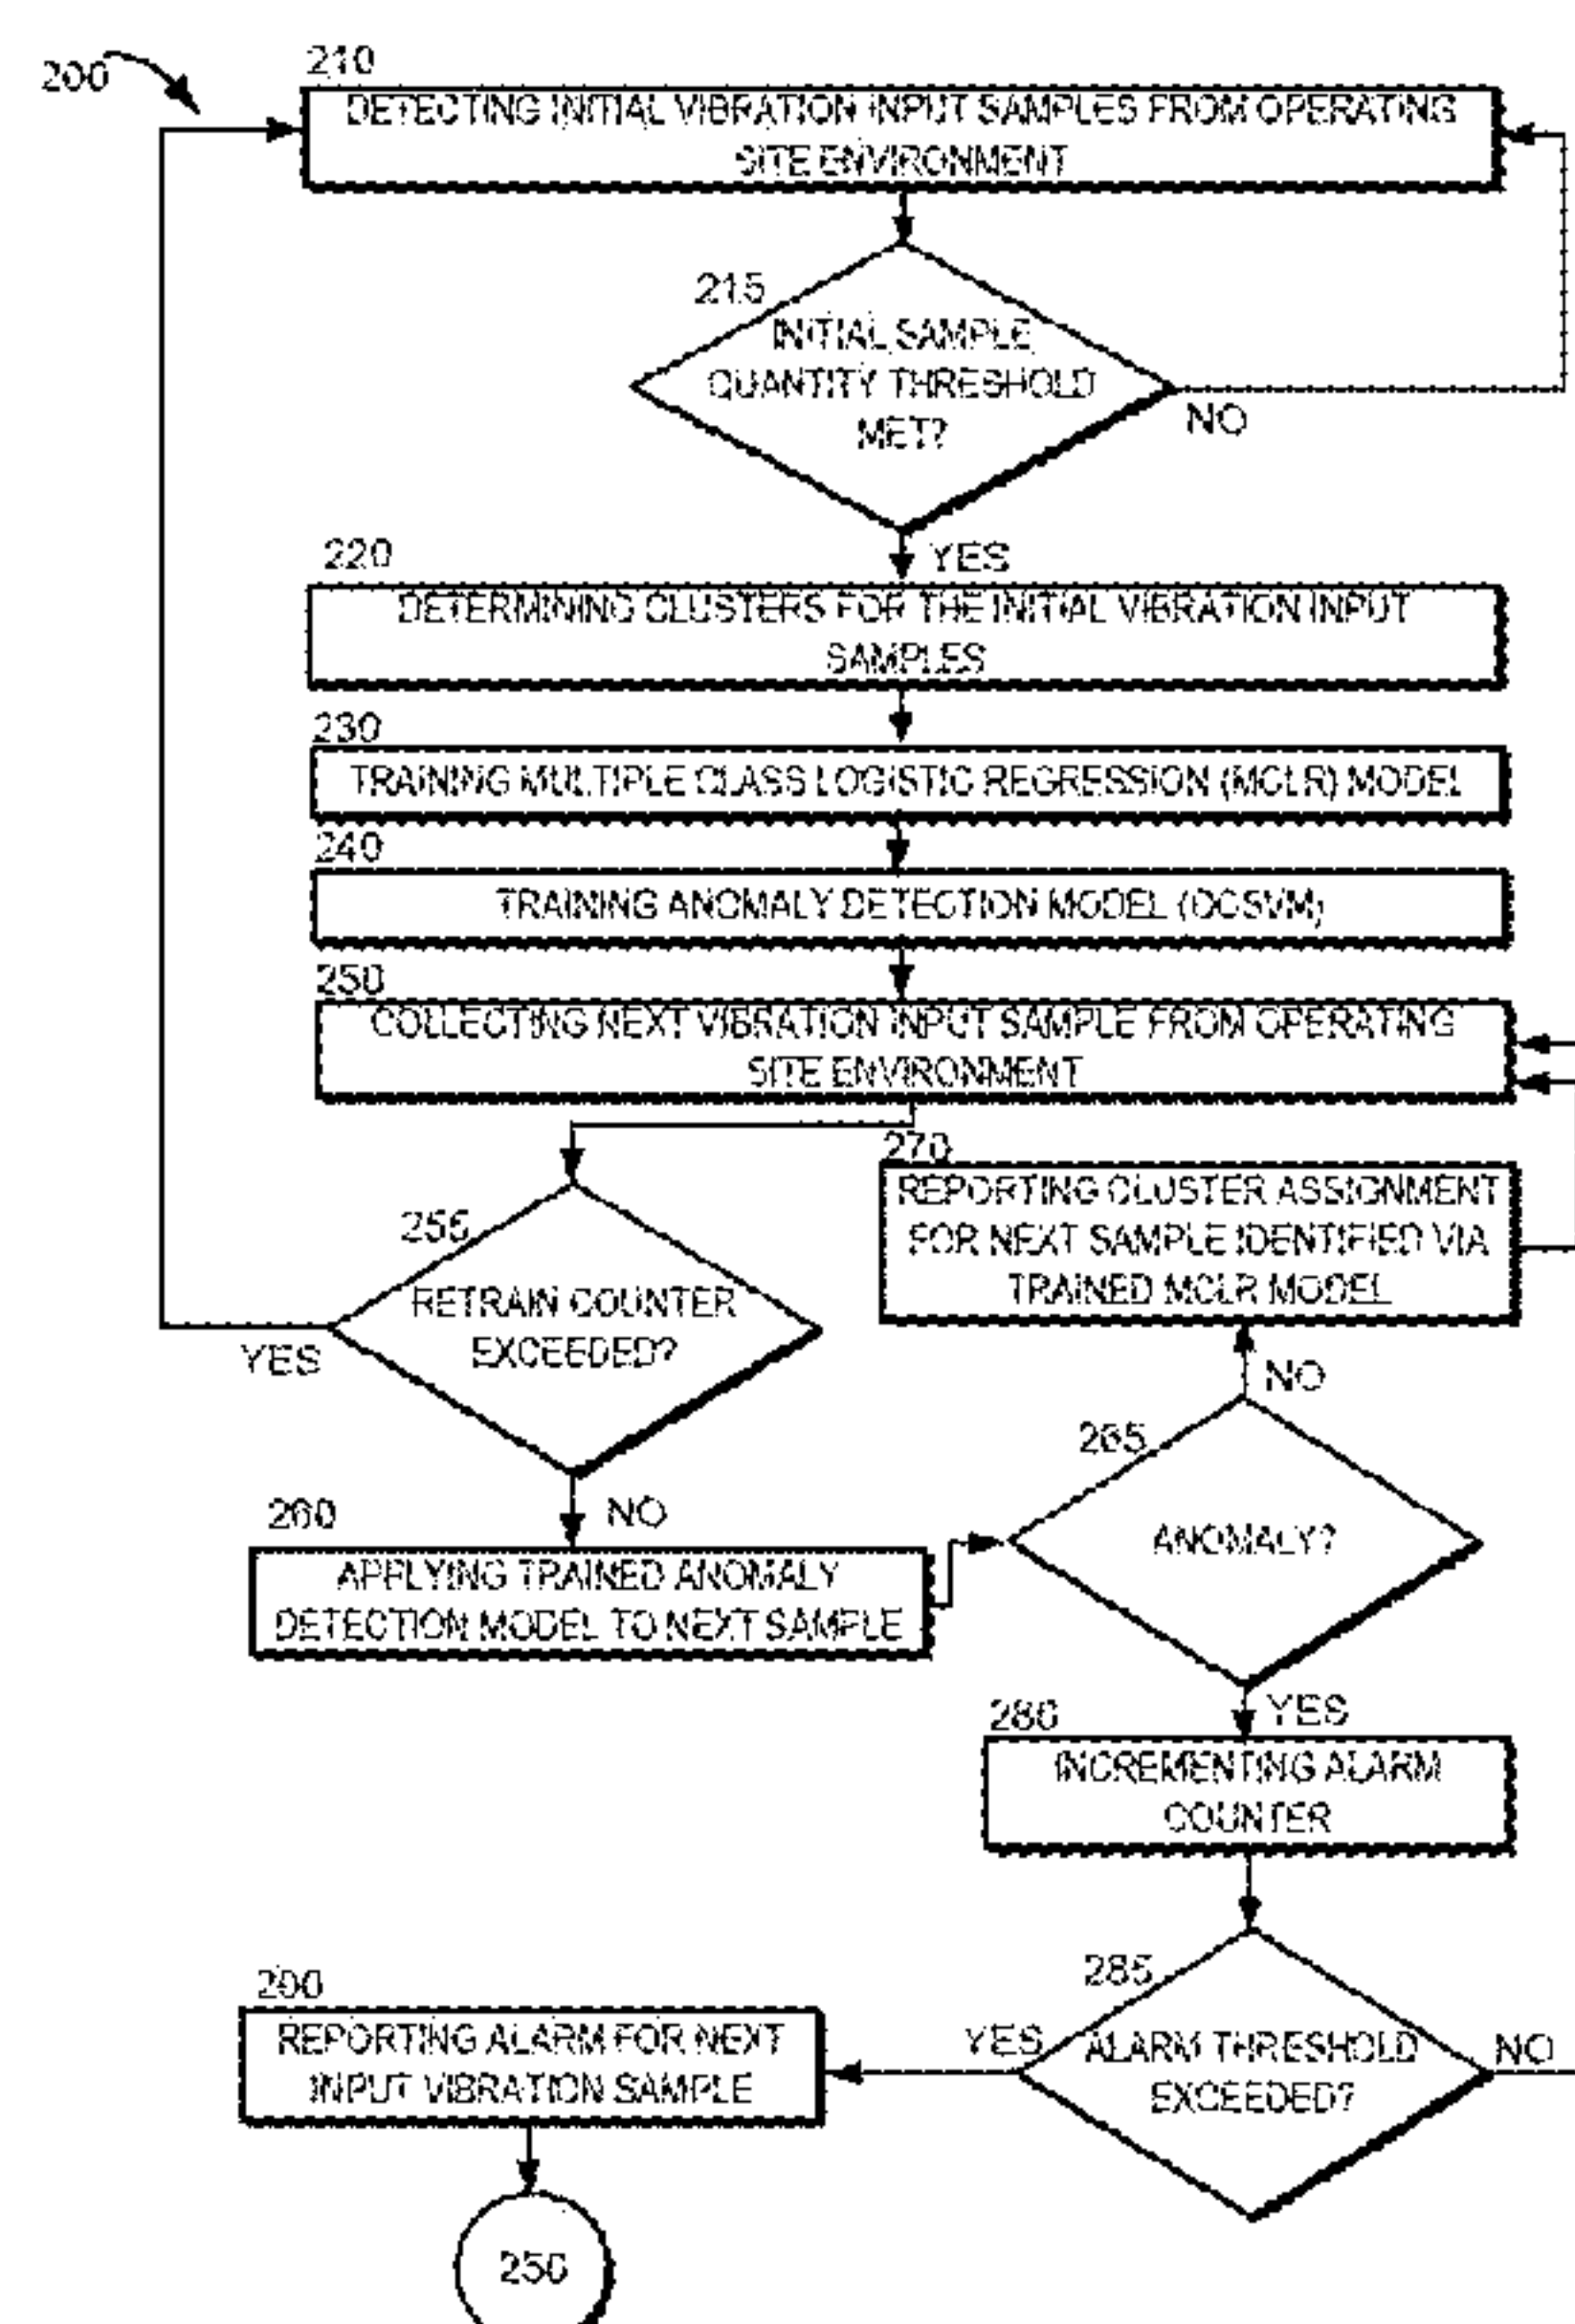 200
210
DETECTING INITIAL VIBRATION INPUT SAMPLES FROM OPERATING
SITE ENVIRONMENT
215
INITIAL SAMPLE
QUANTITY THRESHOLD
MET?
NO
YES
220
DETERMINING CLUSTERS FOR THE INITIAL VIBRATION INPUT
SAMPLES
230
TRAINING MULTIPLE CLASS LOGISTIC REGRESSION (MCLR) MODEL
240
TRAINING ANOMALY DETECTION MODEL (OCSVM)
250
COLLECTING NEXT VIBRATION INPUT SAMPLE FROM OPERATING
SITE ENVIRONMENT
270
REPORTING CLUSTER ASSIGNMENT
FOR NEXT SAMPLE IDENTIFIED VIA
TRAINED MCLR MODEL
255
RETRAIN COUNTER
EXCEEDED?
YES
NO
265
ANOMALY?
NO
260
APPLYING TRAINED ANOMALY
DETECTION MODEL TO NEXT SAMPLE
YES
280
INCREMENTING ALARM
COUNTER
285
ALARM THRESHOLD
EXCEEDED?
YES
NO
290
REPORTING ALARM FOR NEXT
INPUT VIBRATION SAMPLE
250